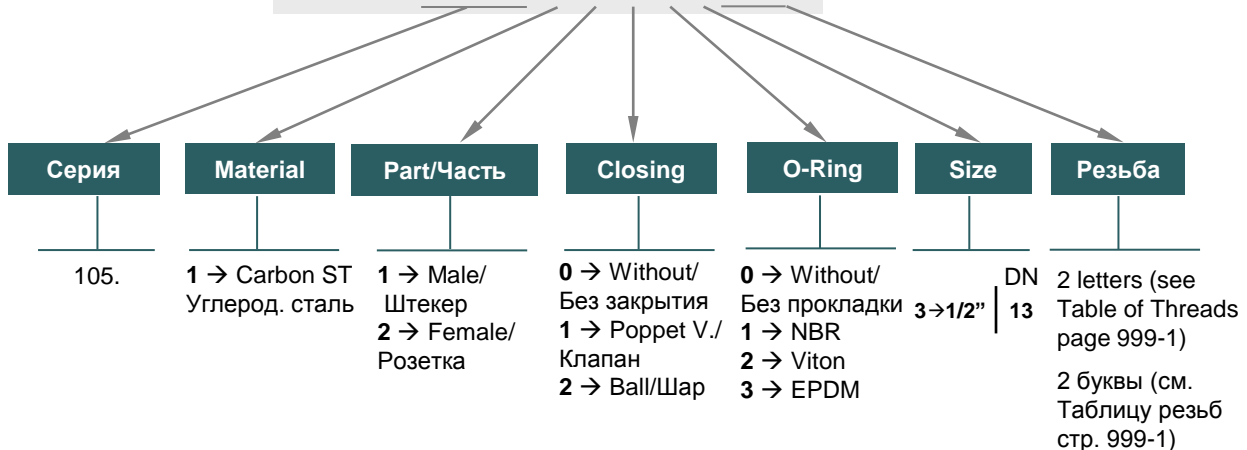 Серия
Material
Part/Часть
Closing
O-Ring
Size
Резьба
105.
1 → Carbon ST
Углерод. сталь
1 → Male/
Штекер
2 → Female/
Розетка
0 → Without/
Без закрытия
1 → Poppet V./
Клапан
2 → Ball/Шар
0 → Without/
Без прокладки
1 → NBR
2 → Viton
3 → EPDM
DN
3→1/2” 13
2 letters (see
Table of Threads
page 999-1)
2 буквы (см.
Таблицу резьб
стр. 999-1)